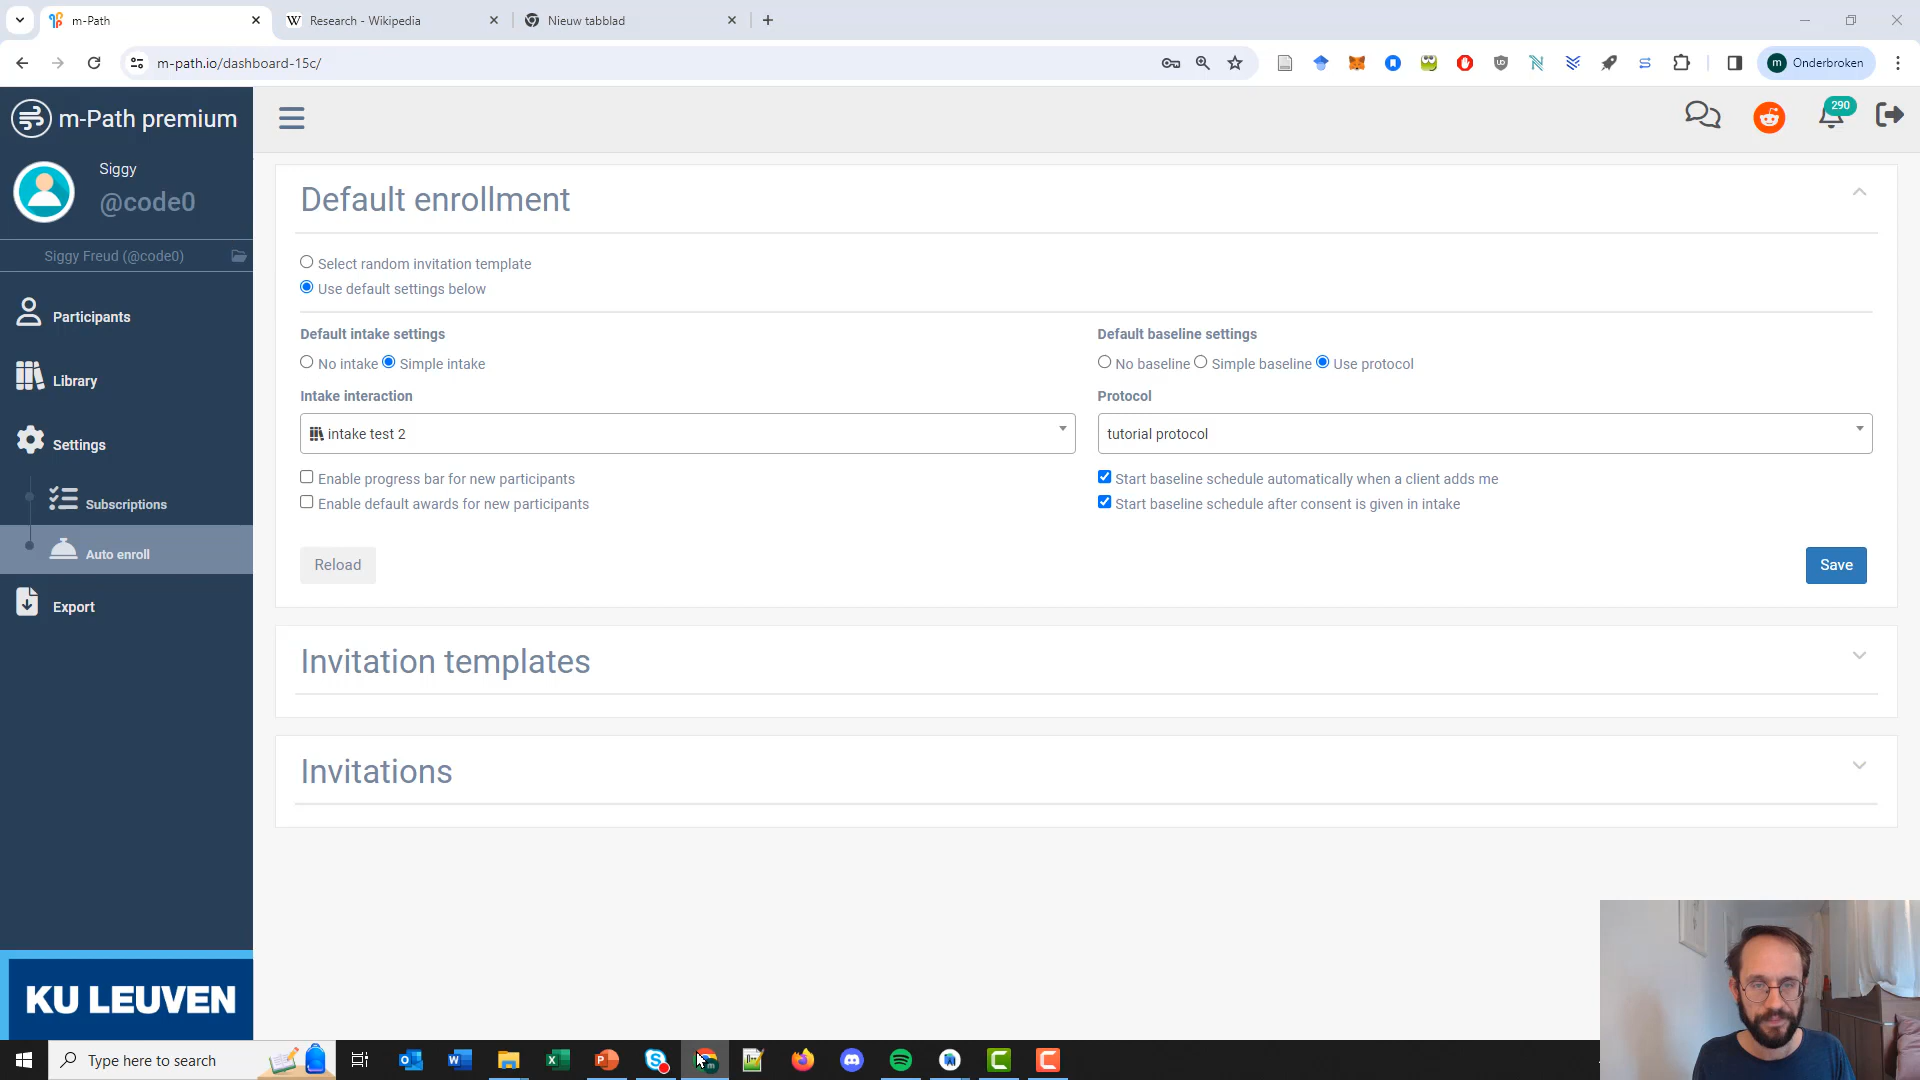 m-Path
Research - Wikipedia
Nieuw tabblad
m-path.io/dashboard-15c/
m Onderbroken
m-Path premium
290
Siggy
@code0
Siggy Freud (@code0)
Participants
Library
Settings
Subscriptions
Auto enroll
Export
KU LEUVEN
Default enrollment
Select random invitation template
Use default settings below
Default intake settings
No intake Simple intake
Intake interaction
intake test 2
Enable progress bar for new participants
Enable default awards for new participants
Default baseline settings
No baseline Simple baseline Use protocol
Protocol
tutorial protocol
Start baseline schedule automatically when a client adds me
Start baseline schedule after consent is given in intake
Reload
Save
Invitation templates
Invitations
Type here to search